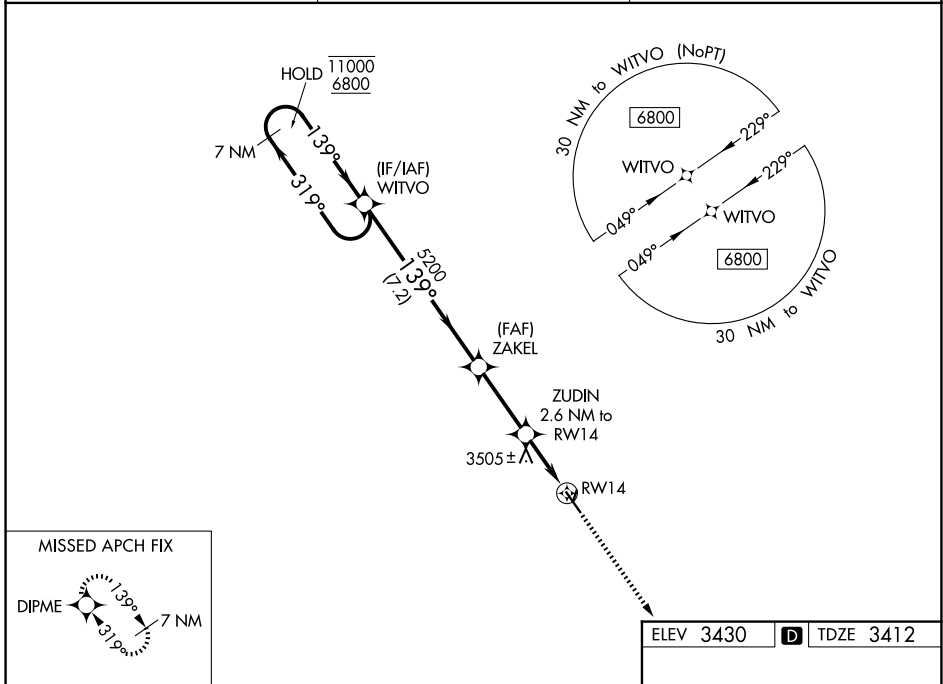 HOLD 11000
6800
7 NM
139°
319°
(IF/IAF)
WITVO
5200
139°
(7.2)
(FAF)
ZAKEL
ZUDIN
2.6 NM to
RW14
3505 ±
RW14
30 NM to WITVO (NoPT)
6800
229°
WITVO
049°
229°
WITVO
049°
6800
30 NM to WITVO
MISSED APCH FIX
DIPME
139°
319°
7 NM
ELEV 3430 D TDZE 3412